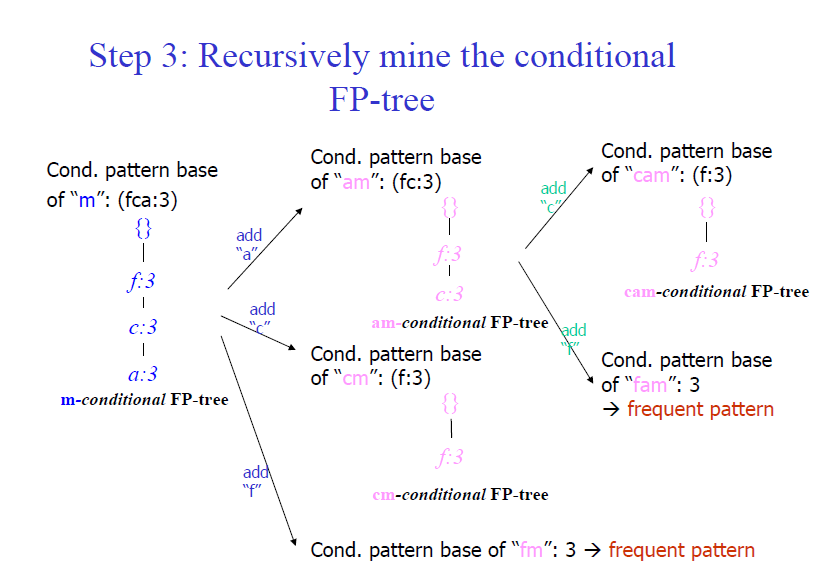 Step 3: Recursively mine the conditional
FP-tree
Cond. pattern base
of “m”: (fca:3)
{}
f:3
c:3
a:3
m-conditional FP-tree
add
“a”
add
“c”
add
“f”
Cond. pattern base
of “am”: (fc:3)
{}
f:3
c:3
am-conditional FP-tree
Cond. pattern base
of “cm”: (f:3)
{}
f:3
cm-conditional FP-tree
Cond. pattern base of “fm”: 3 → frequent pattern
add
“c”
add
“f”
Cond. pattern base
of “cam”: (f:3)
{}
f:3
cam-conditional FP-tree
Cond. pattern base
of “fam”: 3
→ frequent pattern